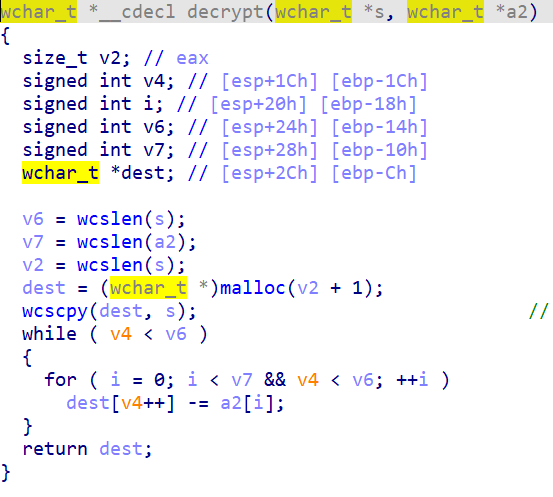 wchar_t *__cdecl decrypt(wchar_t *s, wchar_t *a2)
{
  size_t v2; // eax
  signed int v4; // [esp+1Ch] [ebp-1Ch]
  signed int i; // [esp+20h] [ebp-18h]
  signed int v6; // [esp+24h] [ebp-14h]
  signed int v7; // [esp+28h] [ebp-10h]
  wchar_t *dest; // [esp+2Ch] [ebp-Ch]

  v6 = wcslen(s);
  v7 = wcslen(a2);
  v2 = wcslen(s);
  dest = (wchar_t *)malloc(v2 + 1);
  wcscpy(dest, s); //
  while ( v4 < v6 )
  {
    for ( i = 0; i < v7 && v4 < v6; ++i )
      dest[v4++] -= a2[i];
  }
  return dest;
}